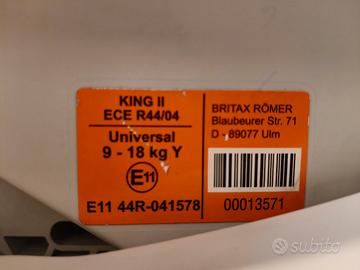 KING II
ECE R44/04
Universal
9 - 18 kg Y
E11
E11 44R-041578
BRITAX RÖMER
Blaubeurer Str. 71
D - 89077 Ulm
00013571
subito